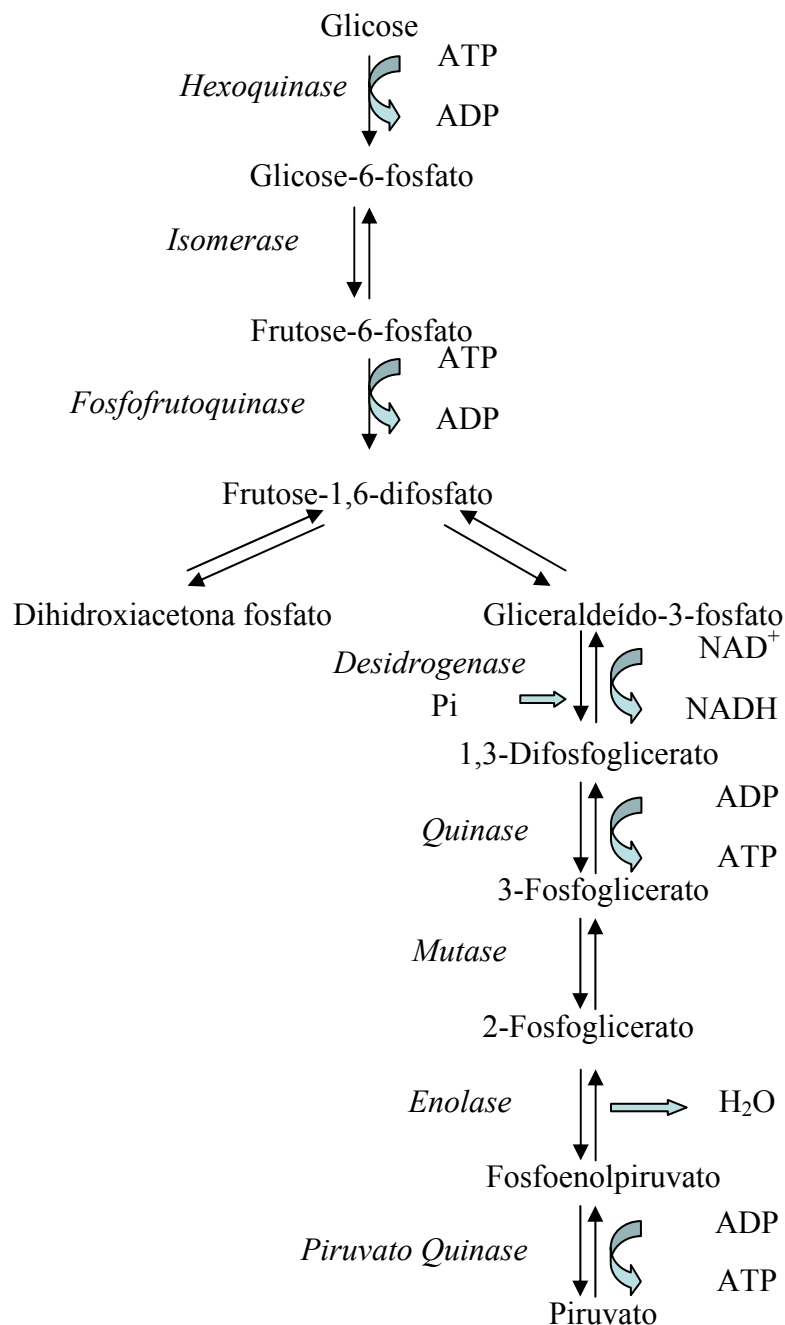 Glicose
ATP
Hexoquinase
ADP
Glicose-6-fosfato
Isomerase
Frutose-6-fosfato
ATP
Fosfofrutoquinase
ADP
Frutose-1,6-difosfato
Dihidroxiacetona fosfato
Gliceraldeído-3-fosfato
NAD⁺
Desidrogenase
Pi
NADH
1,3-Difosfoglicerato
ADP
Quinase
ATP
3-Fosfoglicerato
Mutase
2-Fosfoglicerato
Enolase
H₂O
Fosfoenolpiruvato
ADP
Piruvato Quinase
ATP
Piruvato